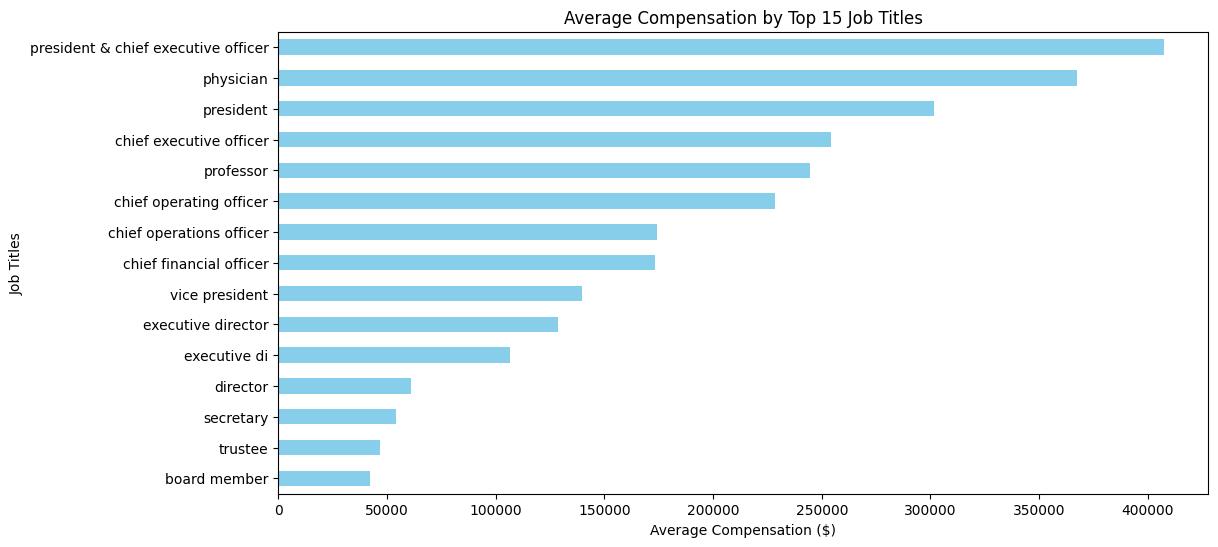 Average Compensation by Top 15 Job Titles
president & chief executive officer
physician
president
chief executive officer
professor
chief operating officer
chief operations officer
chief financial officer
vice president
executive director
executive di
director
secretary
trustee
board member
Job Titles
0 50000 100000 150000 200000 250000 300000 350000 400000
Average Compensation ($)